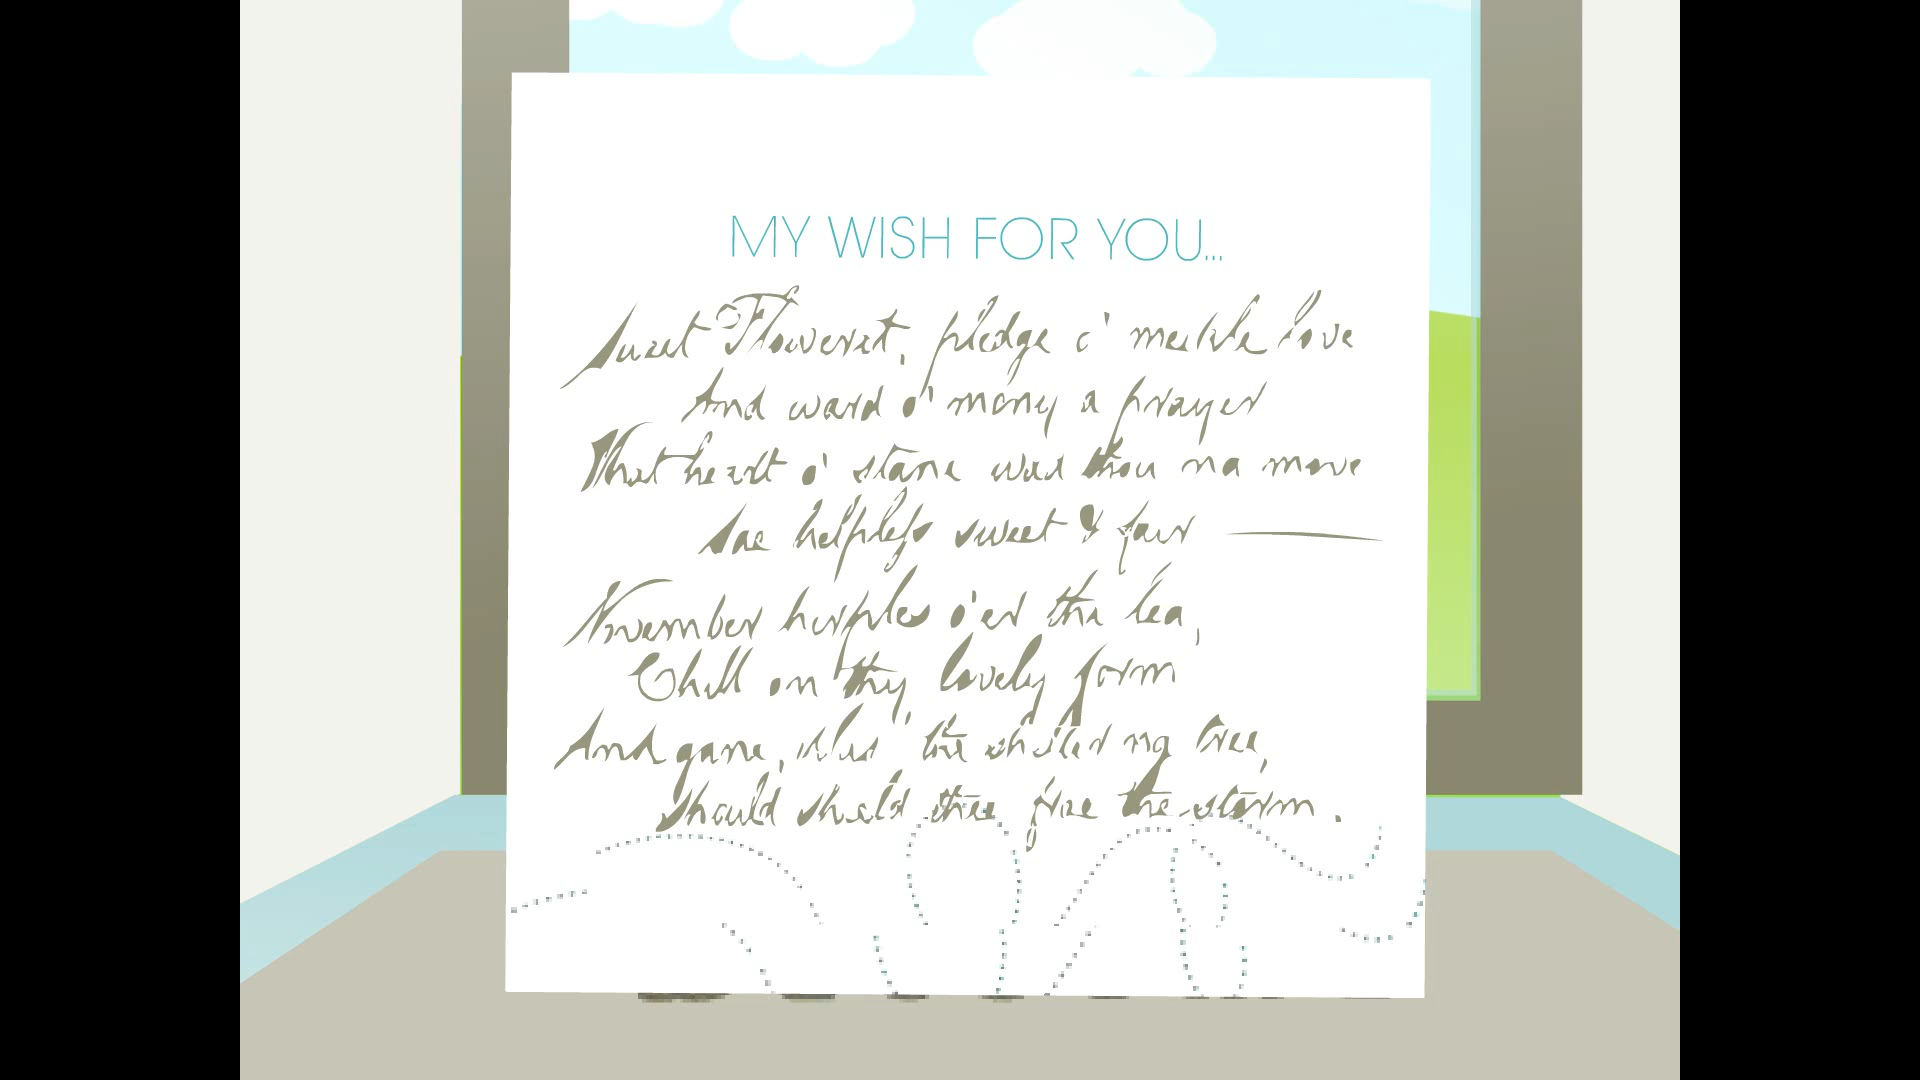 MY WISH FOR YOU...
Sweet Floweret, pledge o' meikle love
And ward o' mony a prayer
What heart o' stane wad thou na move
Sae helpless sweet & fair
November hirples o'er the lea,
Chill on thy lovely form
And gane, alas! the shelt'ring tree,
Should shield thee frae the storm.